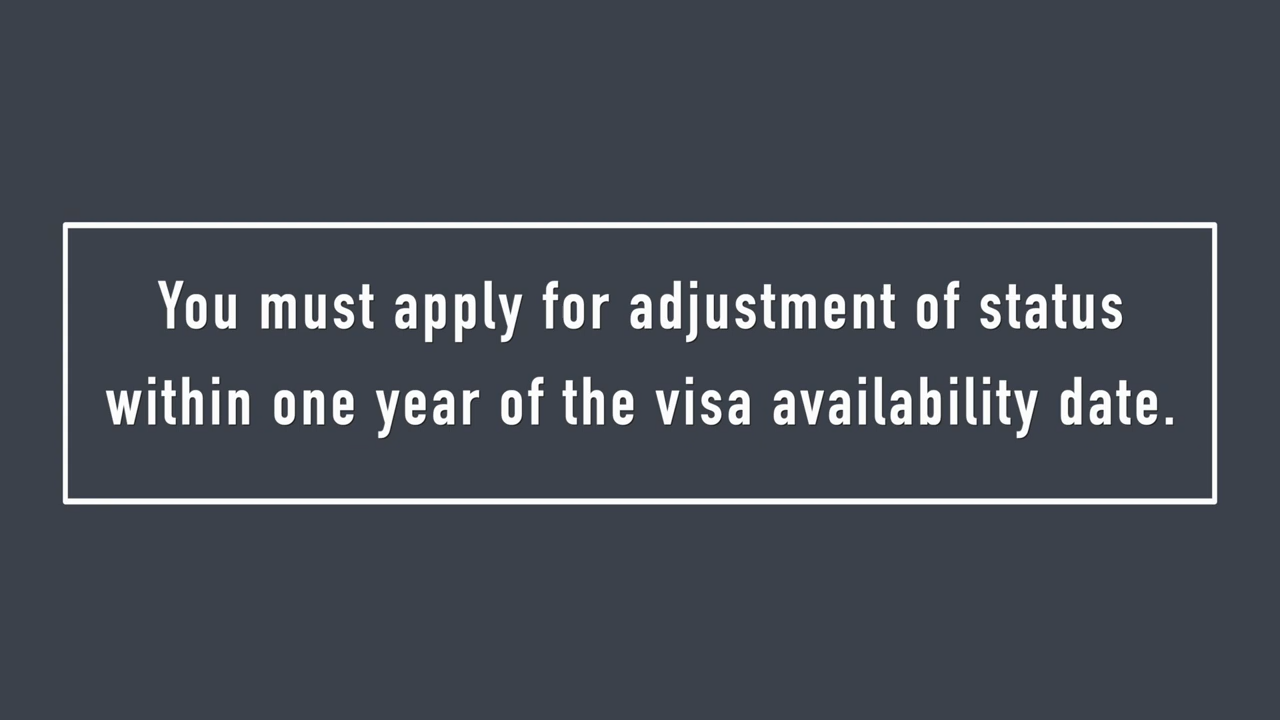 You must apply for adjustment of status
within one year of the visa availability date.